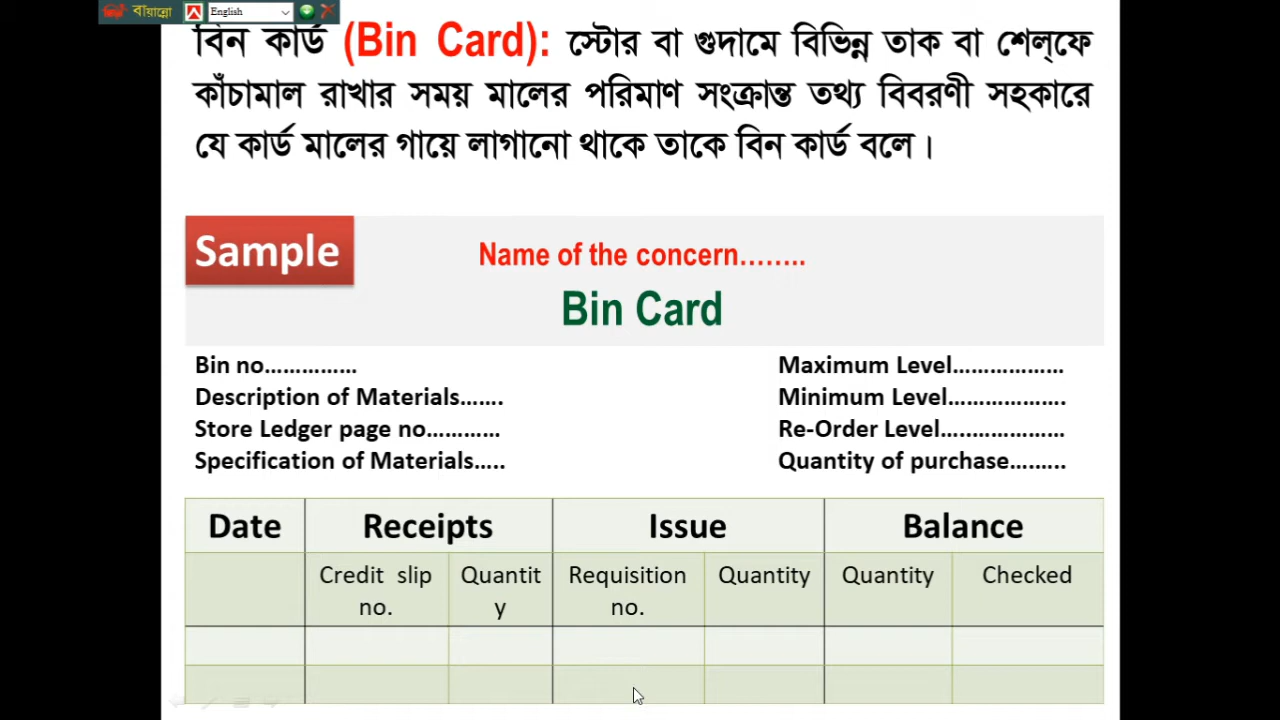 বায়ান্নো English
বিন কার্ড (Bin Card): স্টোর বা গুদামে বিভিন্ন তাক বা শেল্ফে
কাঁচামাল রাখার সময় মালের পরিমাণ সংক্রান্ত তথ্য বিবরণী সহকারে
যে কার্ড মালের গায়ে লাগানো থাকে তাকে বিন কার্ড বলে।
Sample
Name of the concern……..
Bin Card
Bin no……………
Maximum Level………………
Description of Materials…….
Minimum Level……………….
Store Ledger page no…………
Re-Order Level………………..
Specification of Materials…..
Quantity of purchase………
Date Receipts Issue Balance
Credit slip no. Quantity Requisition no. Quantity Quantity Checked